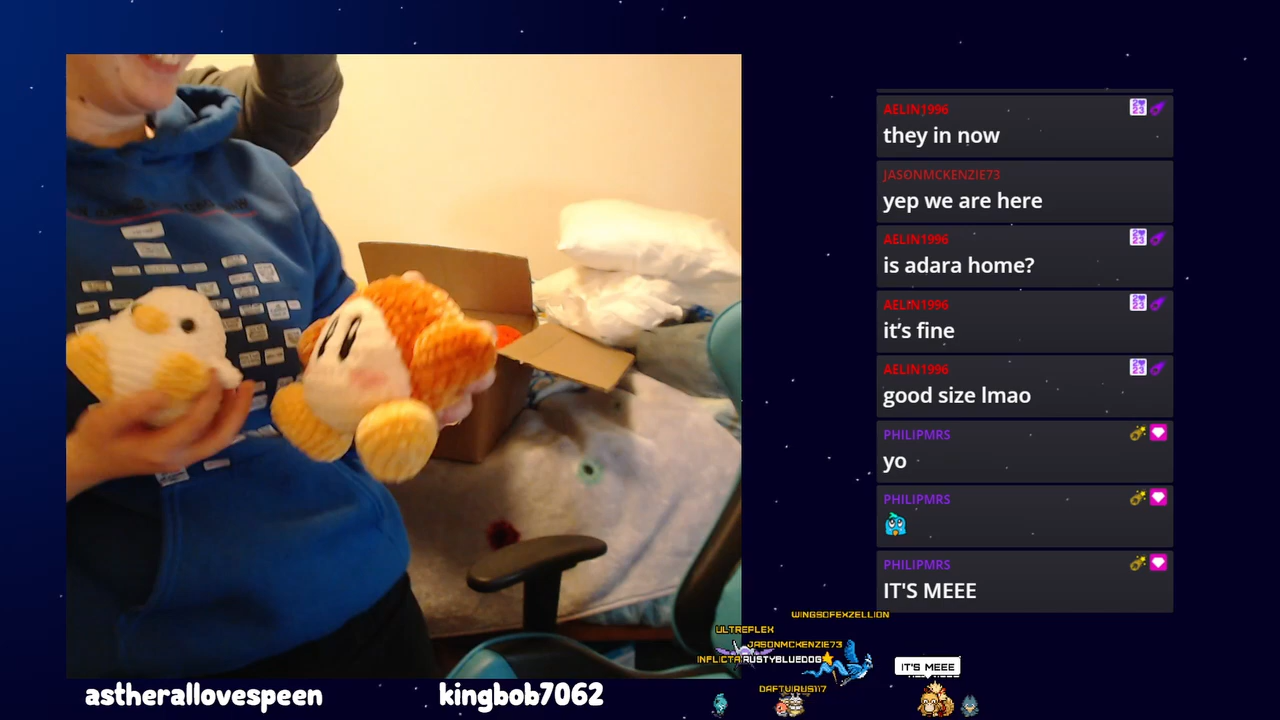 AELIN1996
they in now
JASONMCKENZIE73
yep we are here
AELIN1996
is adara home?
AELIN1996
it's fine
AELIN1996
good size lmao
PHILIPMRS
yo
PHILIPMRS
PHILIPMRS
IT'S MEEE
WINGSOFEXZELLION
ULTREPLEX
JASONMCKENZIE73
INFLICTA RUSTYBLUEDOG
IT'S MEEE
DAFTVIRUS117
astherallovespeen
kingbob7062